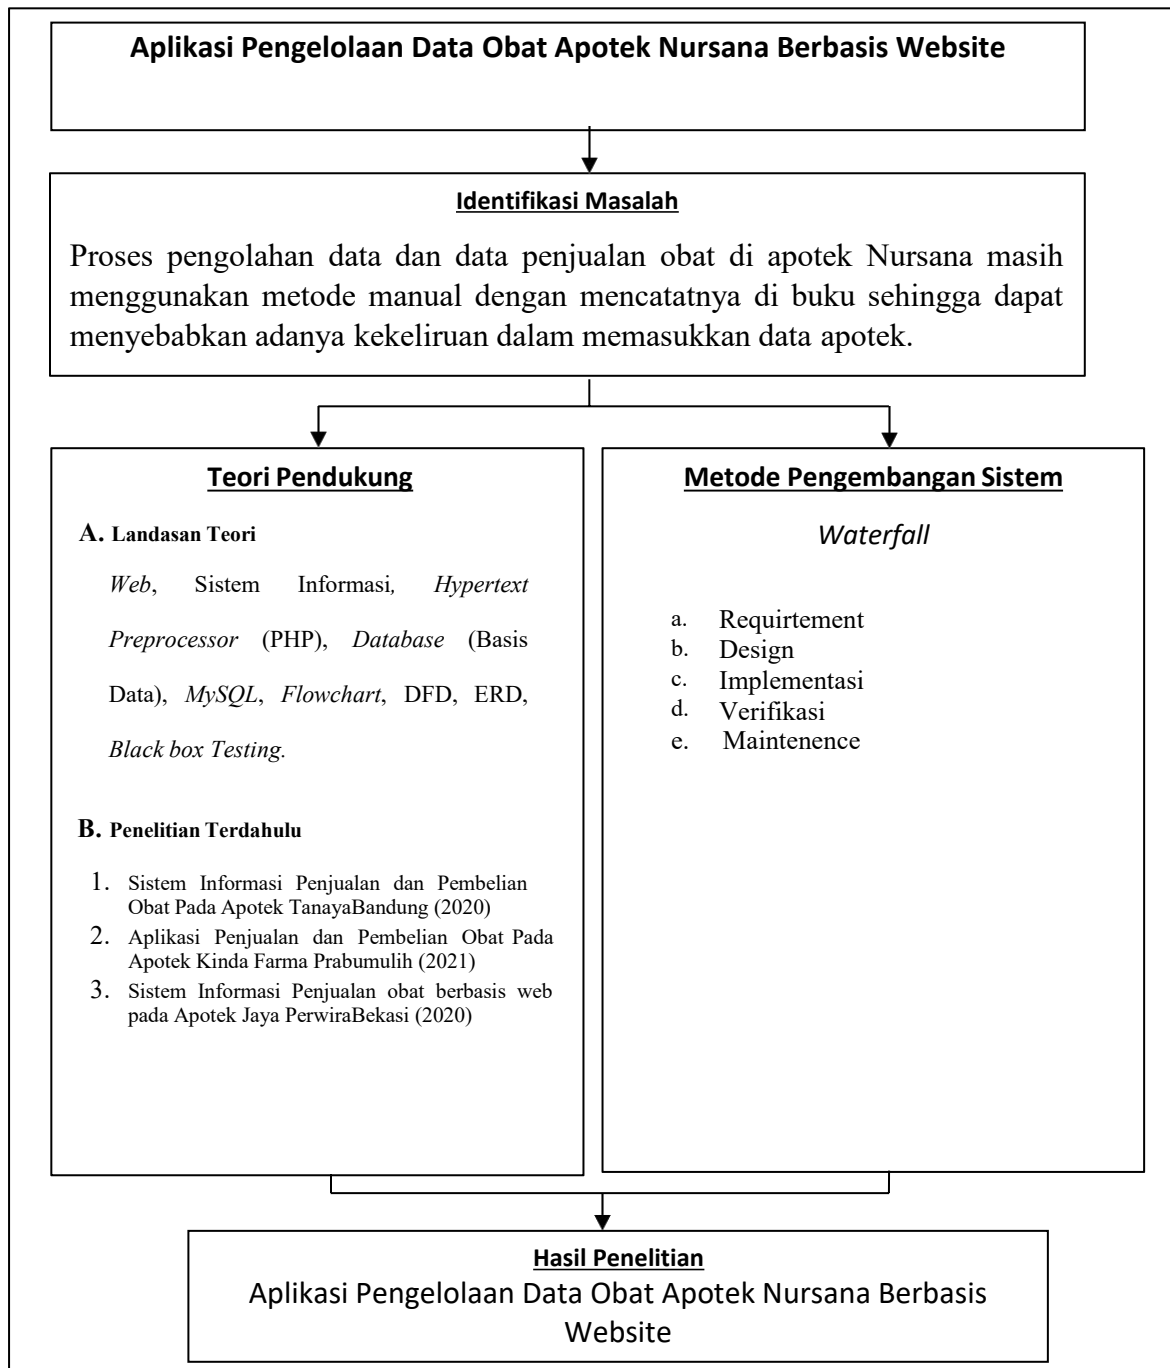 Aplikasi Pengelolaan Data Obat Apotek Nursana Berbasis Website
Identifikasi Masalah
Proses pengolahan data dan data penjualan obat di apotek Nursana masih
menggunakan metode manual dengan mencatatnya di buku sehingga dapat
menyebabkan adanya kekeliruan dalam memasukkan data apotek.
Teori Pendukung
A. Landasan Teori
Web, Sistem Informasi, Hypertext
Preprocessor (PHP), Database (Basis
Data), MySQL, Flowchart, DFD, ERD,
Black box Testing.
B. Penelitian Terdahulu
1. Sistem Informasi Penjualan dan Pembelian
Obat Pada Apotek TanayaBandung (2020)
2. Aplikasi Penjualan dan Pembelian Obat Pada
Apotek Kinda Farma Prabumulih (2021)
3. Sistem Informasi Penjualan obat berbasis web
pada Apotek Jaya PerwiraBekasi (2020)
Metode Pengembangan Sistem
Waterfall
a. Requirtement
b. Design
c. Implementasi
d. Verifikasi
e. Maintenence
Hasil Penelitian
Aplikasi Pengelolaan Data Obat Apotek Nursana Berbasis
Website